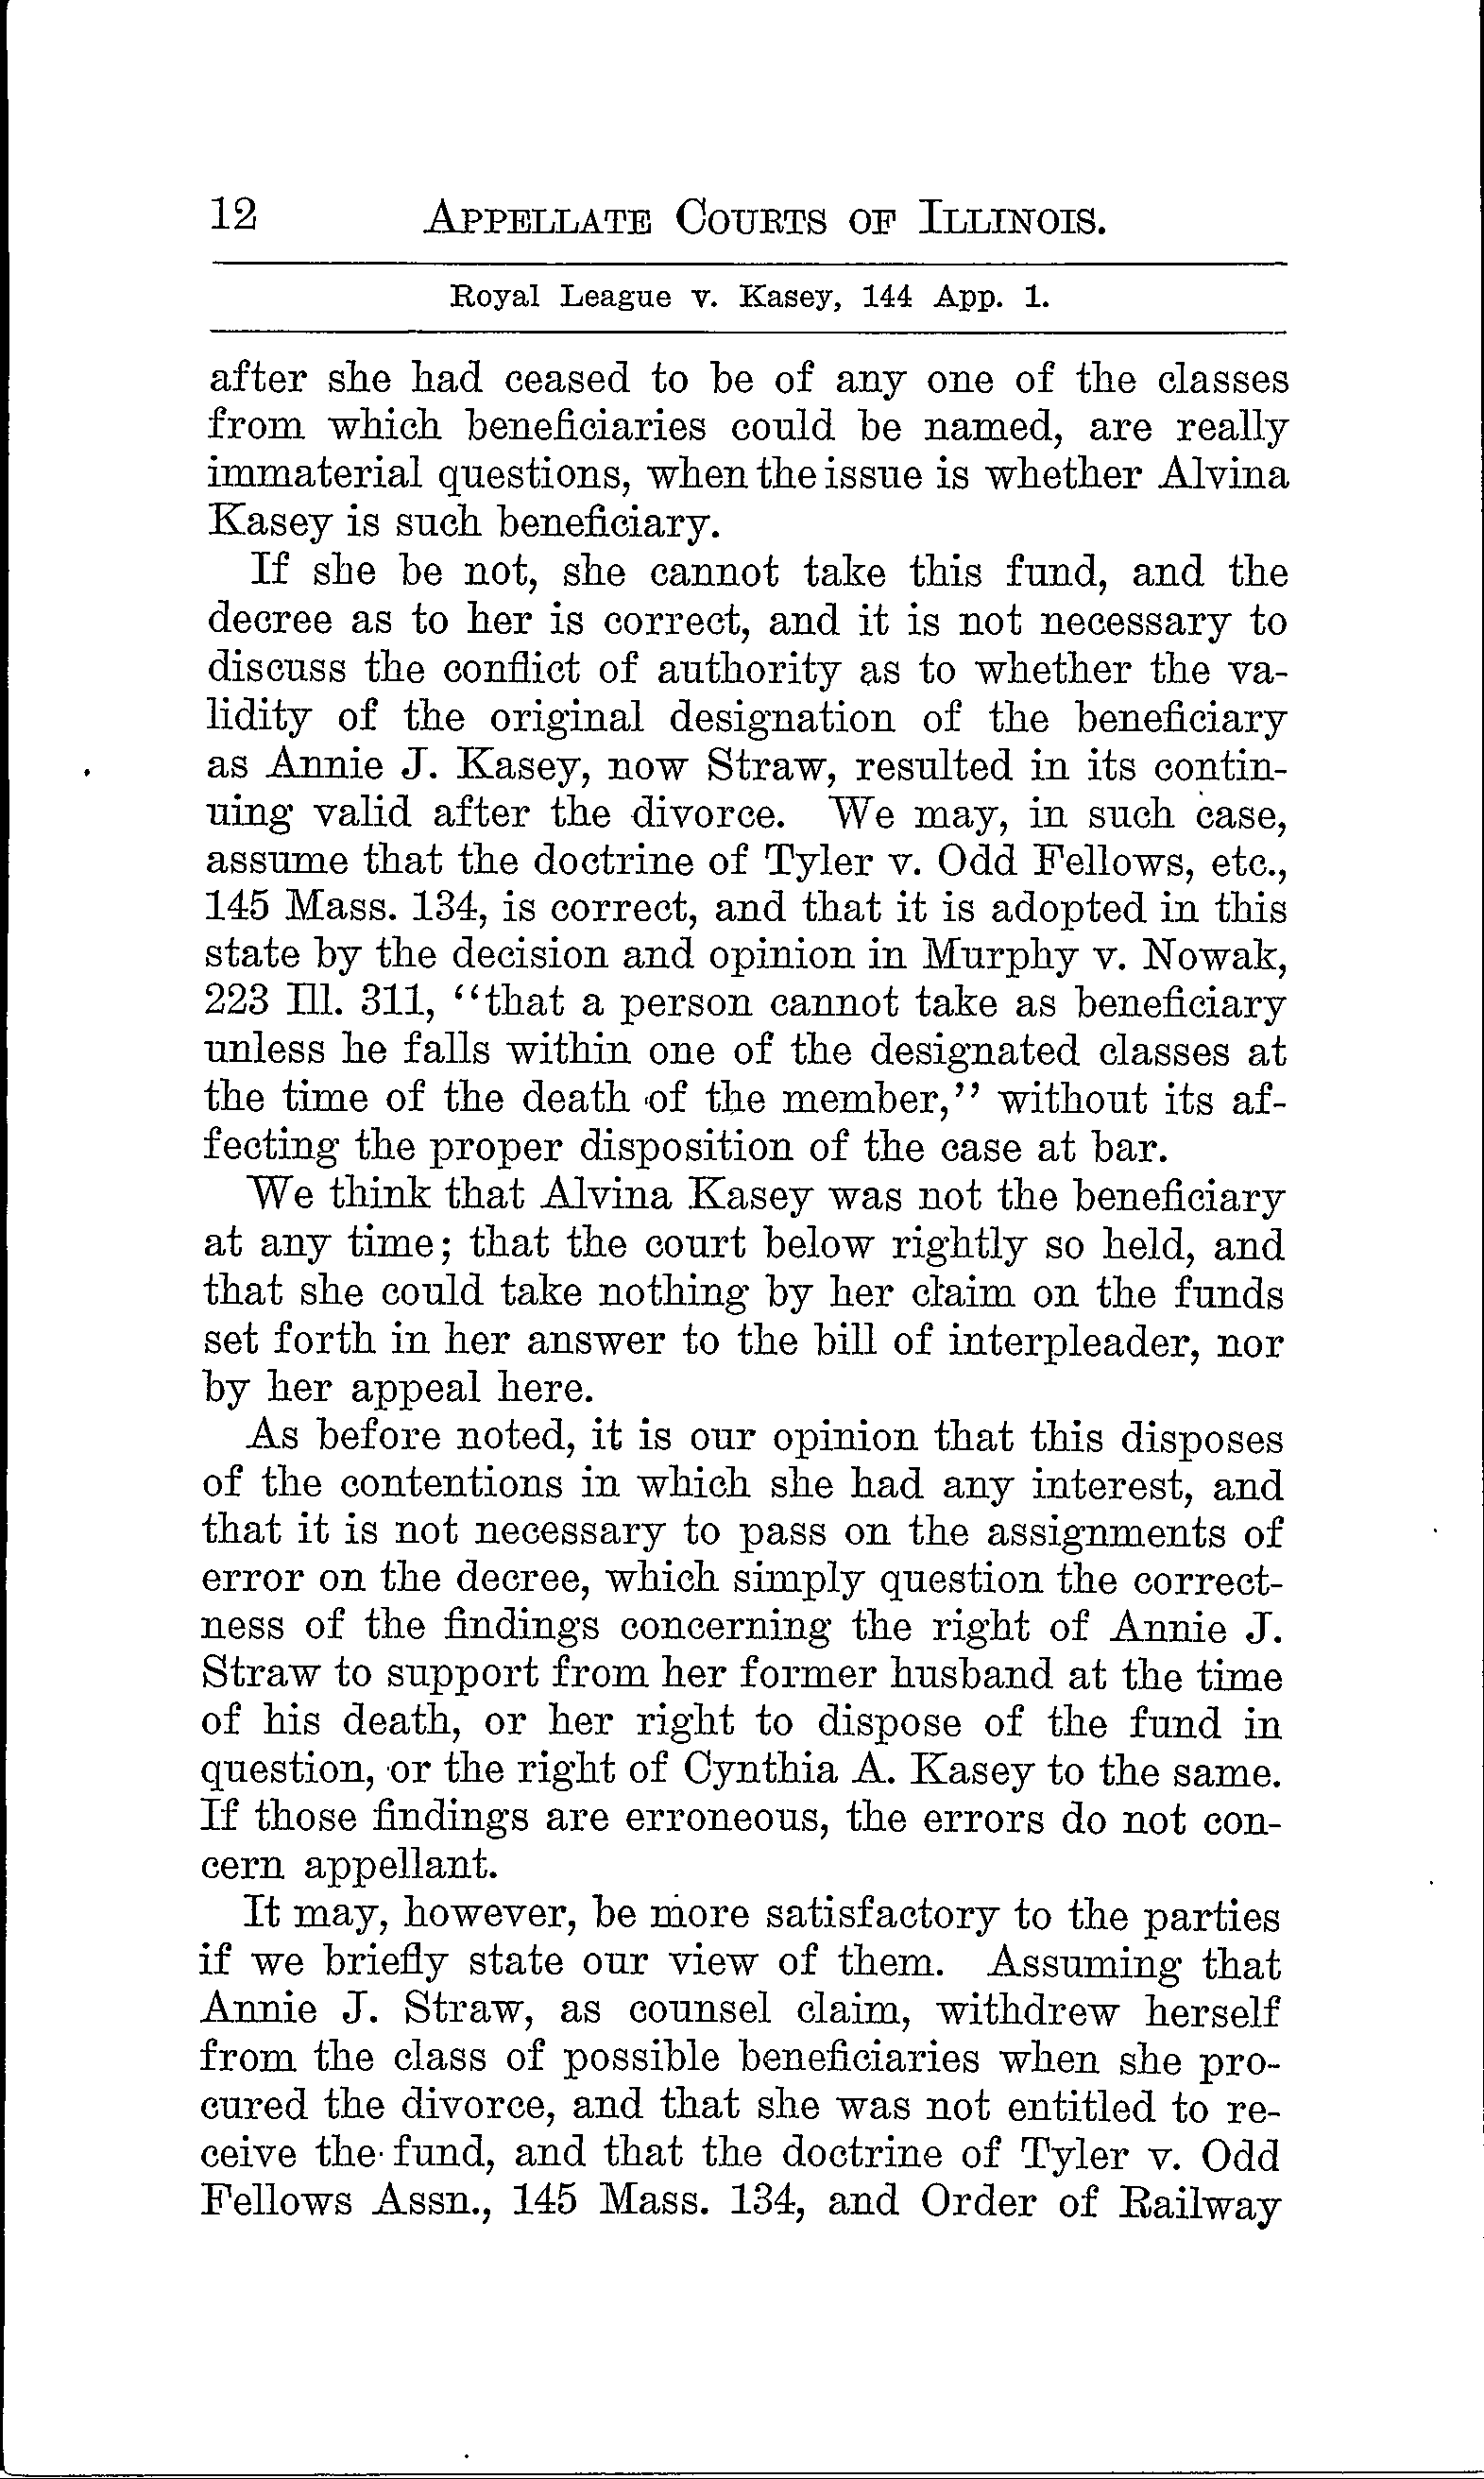 12 APPELLATE COURTS OF ILLINOIS.
Royal League v. Kasey, 144 App. 1.
after she had ceased to be of any one of the classes
from which beneficiaries could be named, are really
immaterial questions, when the issue is whether Alvina
Kasey is such beneficiary.
If she be not, she cannot take this fund, and the
decree as to her is correct, and it is not necessary to
discuss the conflict of authority as to whether the va-
lidity of the original designation of the beneficiary
as Annie J. Kasey, now Straw, resulted in its contin-
uing valid after the divorce. We may, in such case,
assume that the doctrine of Tyler v. Odd Fellows, etc.,
145 Mass. 134, is correct, and that it is adopted in this
state by the decision and opinion in Murphy v. Nowak,
223 Ill. 311, "that a person cannot take as beneficiary
unless he falls within one of the designated classes at
the time of the death of the member," without its af-
fecting the proper disposition of the case at bar.
We think that Alvina Kasey was not the beneficiary
at any time; that the court below rightly so held, and
that she could take nothing by her claim on the funds
set forth in her answer to the bill of interpleader, nor
by her appeal here.
As before noted, it is our opinion that this disposes
of the contentions in which she had any interest, and
that it is not necessary to pass on the assignments of
error on the decree, which simply question the correct-
ness of the findings concerning the right of Annie J.
Straw to support from her former husband at the time
of his death, or her right to dispose of the fund in
question, or the right of Cynthia A. Kasey to the same.
If those findings are erroneous, the errors do not con-
cern appellant.
It may, however, be more satisfactory to the parties
if we briefly state our view of them. Assuming that
Annie J. Straw, as counsel claim, withdrew herself
from the class of possible beneficiaries when she pro-
cured the divorce, and that she was not entitled to re-
ceive the fund, and that the doctrine of Tyler v. Odd
Fellows Assn., 145 Mass. 134, and Order of Railway